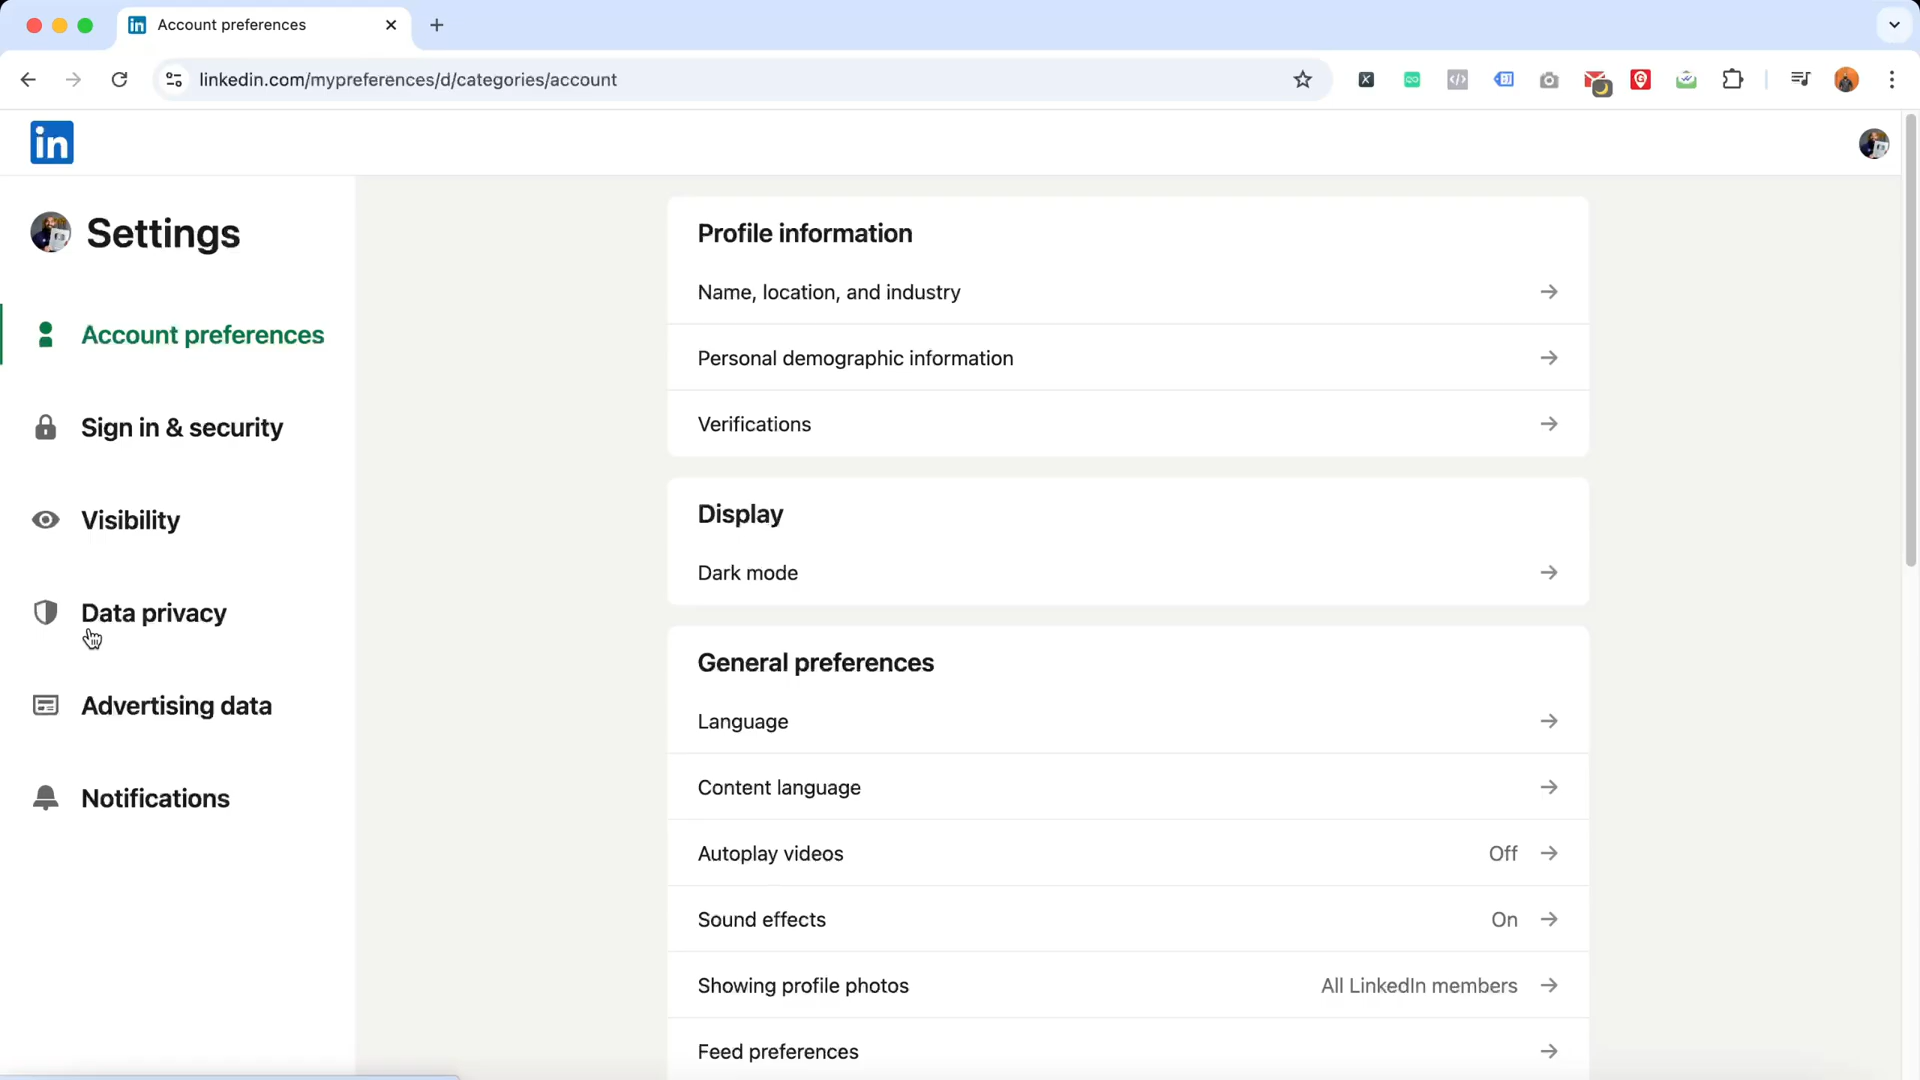 Account preferences
linkedin.com/mypreferences/d/categories/account
in
Settings
Account preferences
Sign in & security
Visibility
Data privacy
Advertising data
Notifications
Profile information
Name, location, and industry
Personal demographic information
Verifications
Display
Dark mode
General preferences
Language
Content language
Autoplay videos Off
Sound effects On
Showing profile photos All LinkedIn members
Feed preferences